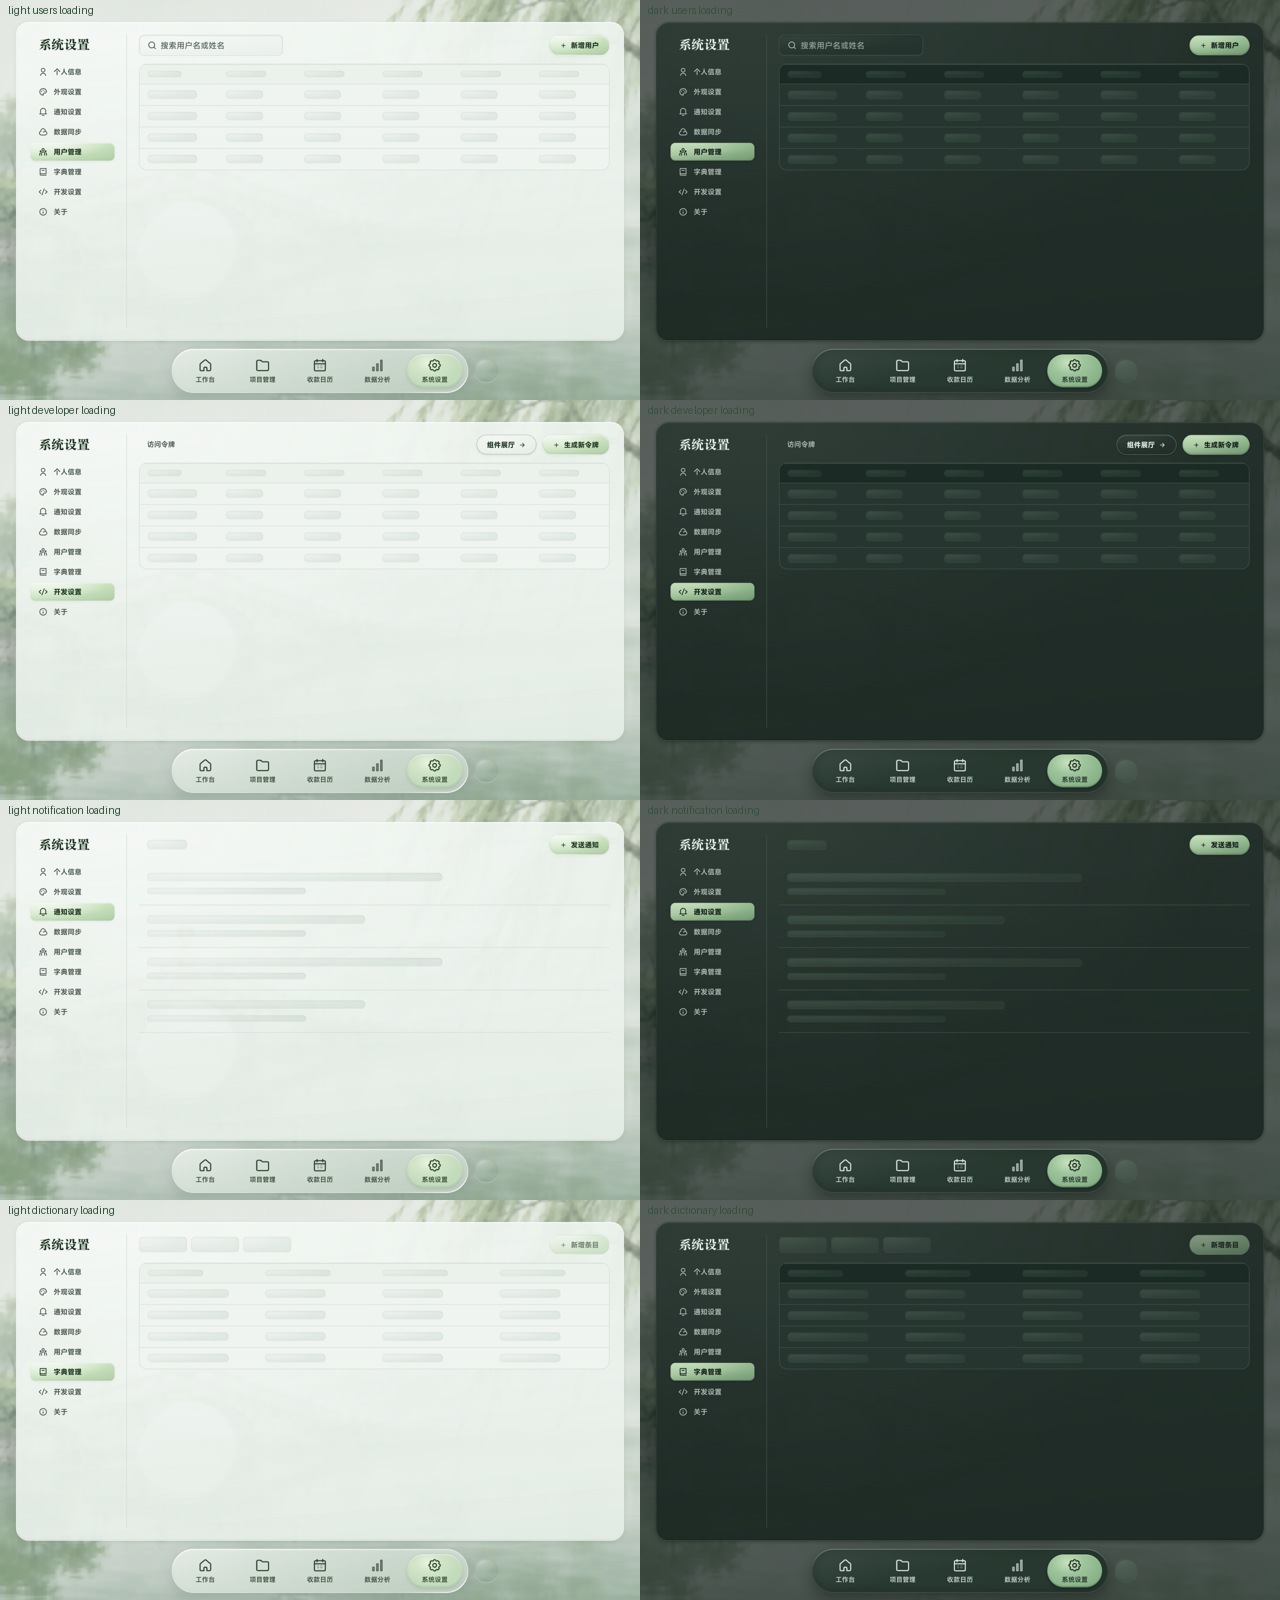 light users loading
系统设置
搜索用户名或姓名
+ 新增用户
个人信息
外观设置
通知设置
数据同步
用户管理
字典管理
开发设置
关于
工作台
项目管理
收款日历
数据分析
系统设置
dark users loading
系统设置
搜索用户名或姓名
+ 新增用户
个人信息
外观设置
通知设置
数据同步
用户管理
字典管理
开发设置
关于
工作台
项目管理
收款日历
数据分析
系统设置
light developer loading
系统设置
访问令牌
组件展厅 →
+ 生成新令牌
个人信息
外观设置
通知设置
数据同步
用户管理
字典管理
开发设置
关于
工作台
项目管理
收款日历
数据分析
系统设置
dark developer loading
系统设置
访问令牌
组件展厅 →
+ 生成新令牌
个人信息
外观设置
通知设置
数据同步
用户管理
字典管理
开发设置
关于
工作台
项目管理
收款日历
数据分析
系统设置
light notification loading
系统设置
+ 发送通知
个人信息
外观设置
通知设置
数据同步
用户管理
字典管理
开发设置
关于
工作台
项目管理
收款日历
数据分析
系统设置
dark notification loading
系统设置
+ 发送通知
个人信息
外观设置
通知设置
数据同步
用户管理
字典管理
开发设置
关于
工作台
项目管理
收款日历
数据分析
系统设置
light dictionary loading
系统设置
+ 新增条目
个人信息
外观设置
通知设置
数据同步
用户管理
字典管理
开发设置
关于
工作台
项目管理
收款日历
数据分析
系统设置
dark dictionary loading
系统设置
+ 新增条目
个人信息
外观设置
通知设置
数据同步
用户管理
字典管理
开发设置
关于
工作台
项目管理
收款日历
数据分析
系统设置